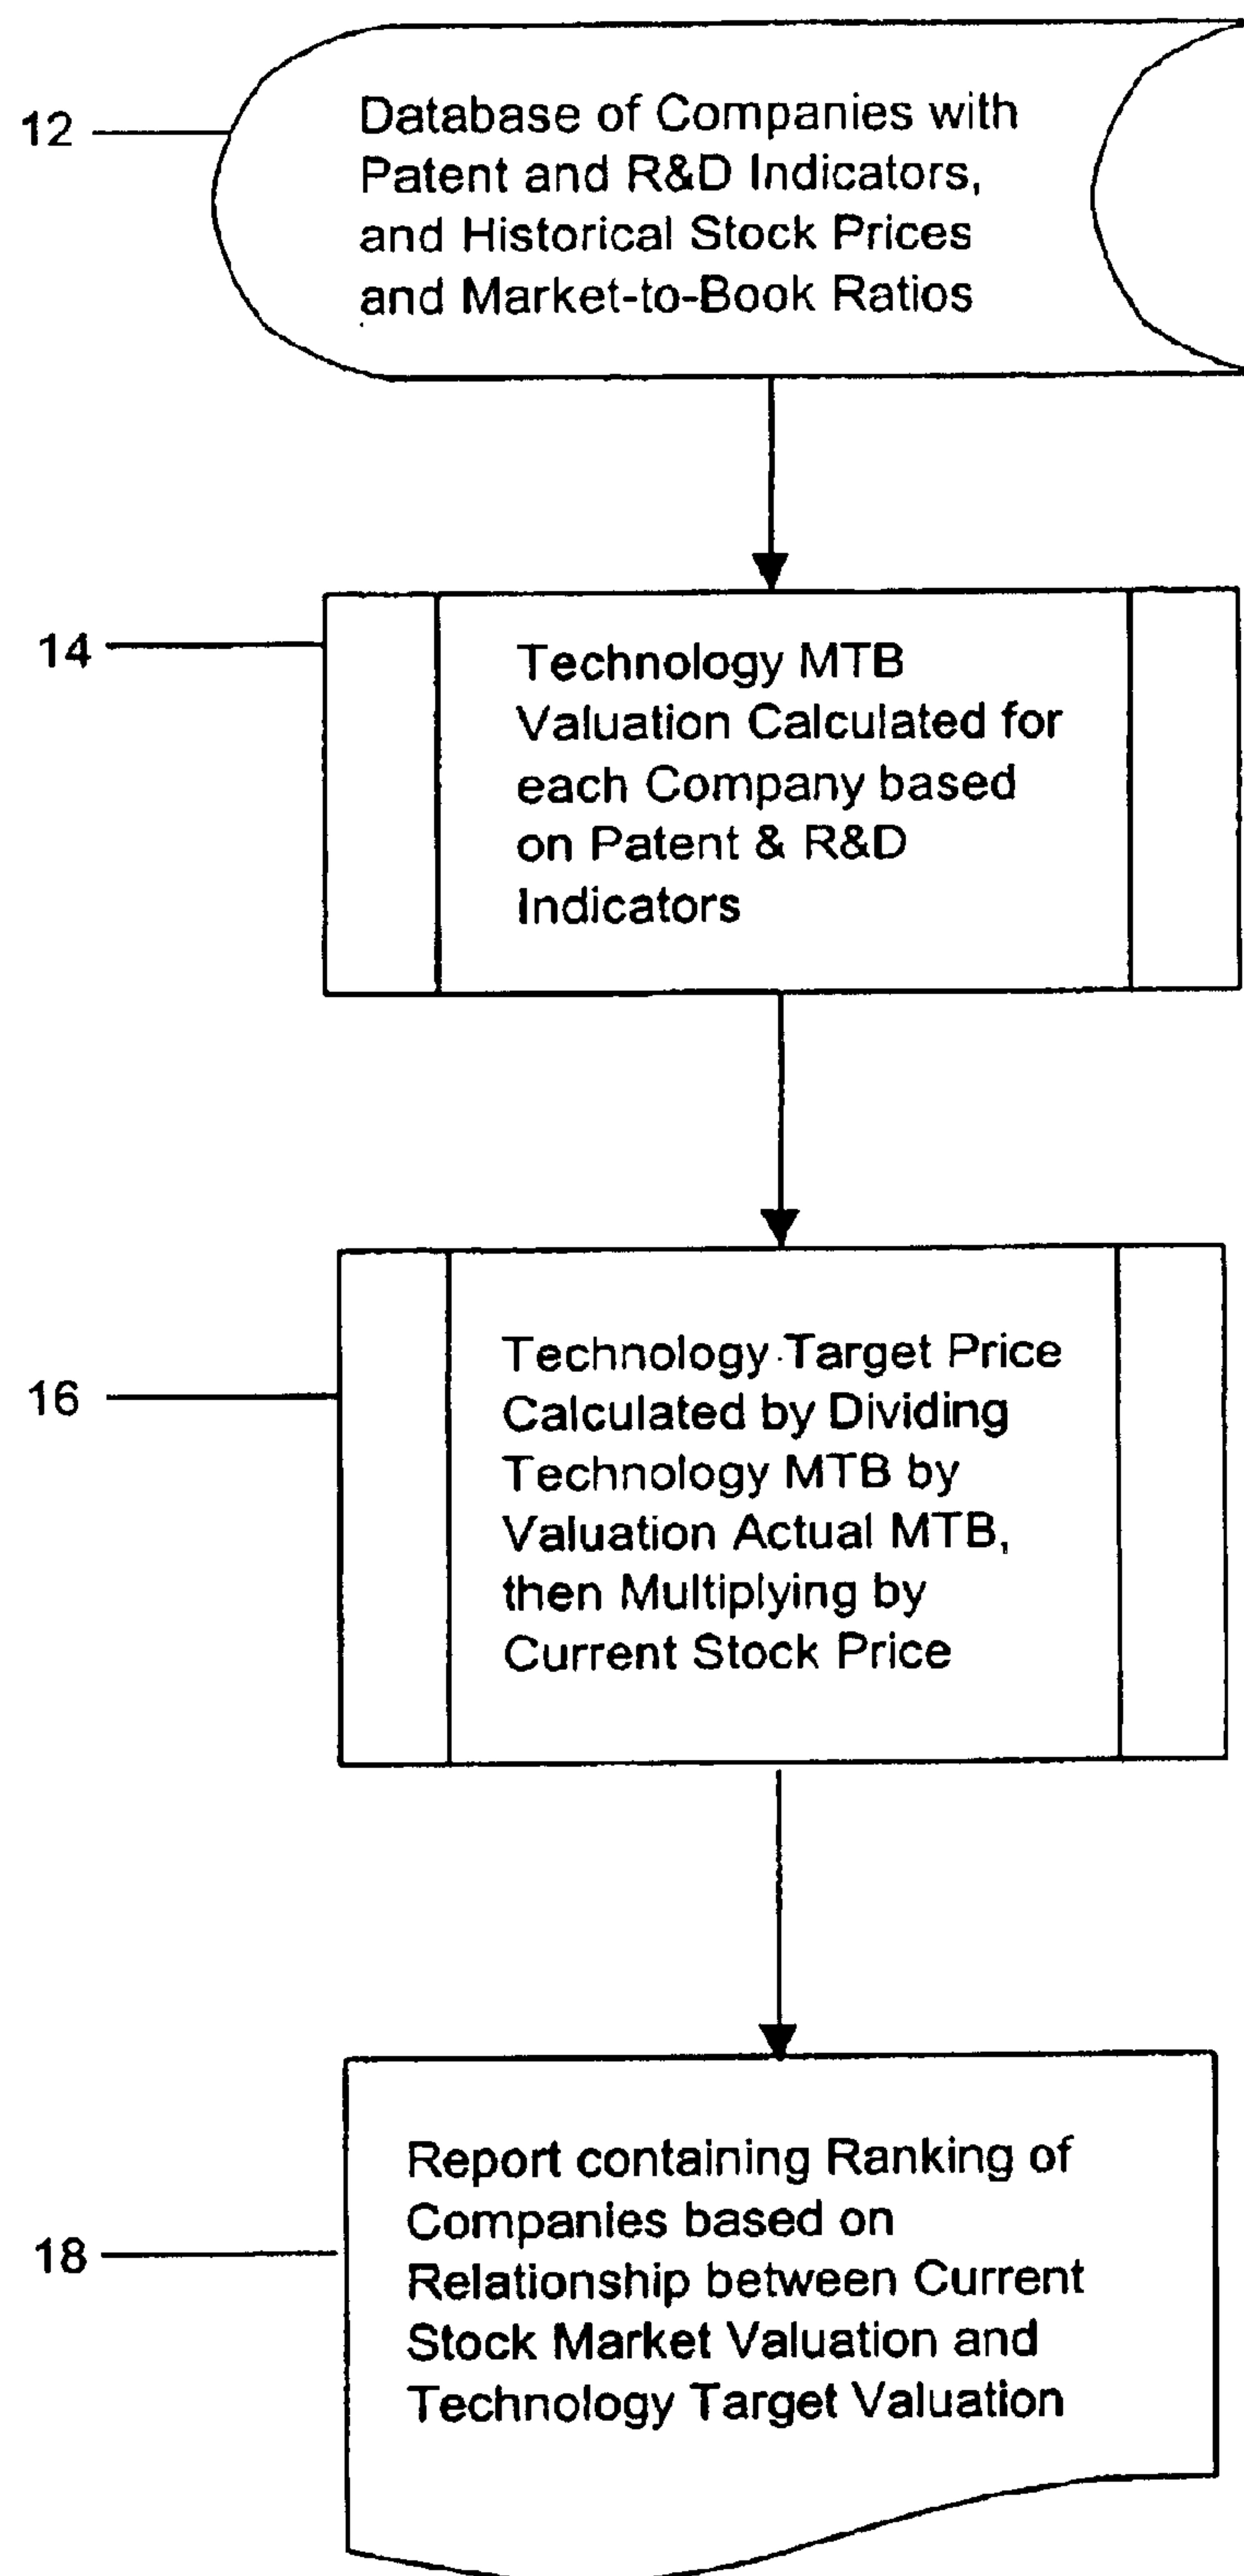 12
Database of Companies with
Patent and R&D Indicators,
and Historical Stock Prices
and Market-to-Book Ratios
14
Technology MTB
Valuation Calculated for
each Company based
on Patent & R&D
Indicators
16
Technology Target Price
Calculated by Dividing
Technology MTB by
Valuation Actual MTB,
then Multiplying by
Current Stock Price
18
Report containing Ranking of
Companies based on
Relationship between Current
Stock Market Valuation and
Technology Target Valuation